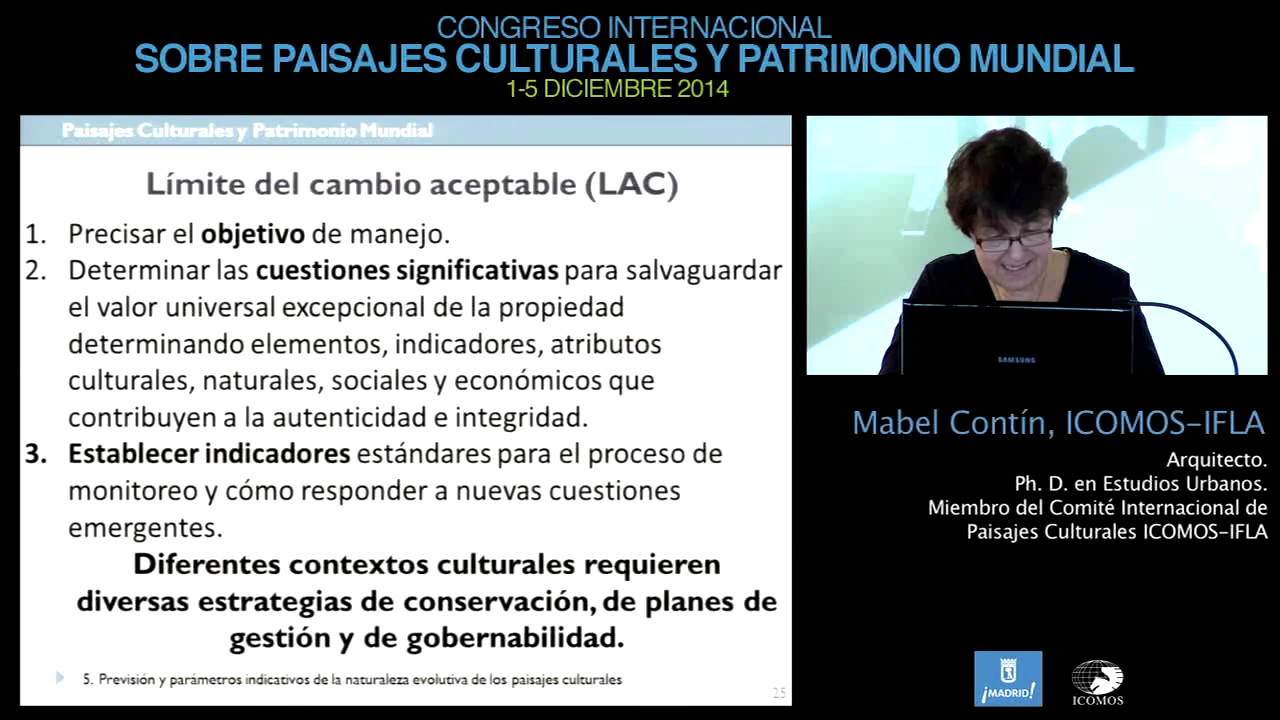 CONGRESO INTERNACIONAL
SOBRE PAISAJES CULTURALES Y PATRIMONIO MUNDIAL
1-5 DICIEMBRE 2014
Paisajes Culturales y Patrimonio Mundial
Límite del cambio aceptable (LAC)
1. Precisar el objetivo de manejo.
2. Determinar las cuestiones significativas para salvaguardar
el valor universal excepcional de la propiedad
determinando elementos, indicadores, atributos
culturales, naturales, sociales y económicos que
contribuyen a la autenticidad e integridad.
3. Establecer indicadores estándares para el proceso de
monitoreo y cómo responder a nuevas cuestiones
emergentes.
Diferentes contextos culturales requieren
diversas estrategias de conservación, de planes de
gestión y de gobernabilidad.
5. Previsión y parámetros indicativos de la naturaleza evolutiva de los paisajes culturales
25
SAMSUNG
Mabel Contín, ICOMOS-IFLA
Arquitecto.
Ph. D. en Estudios Urbanos.
Miembro del Comité Internacional de
Paisajes Culturales ICOMOS-IFLA
¡MADRID!
ICOMOS